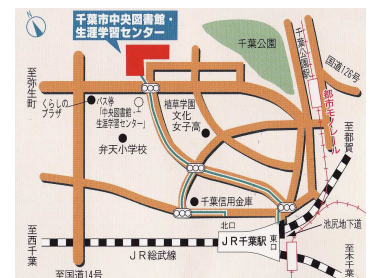 千葉市中央図書館・
生涯学習センター
千葉公園
千葉公園駅
国道126号
都市モノレール
至弥生町
くらしの
プラザ
バス停
「中央図書館・
生涯学習センター」
植草学園
文化
女子高
弁天小学校
至都賀
千葉信用金庫
北口
JR千葉駅
東口
池尻地下道
至西千葉
JR総武線
至本千葉
至国道14号